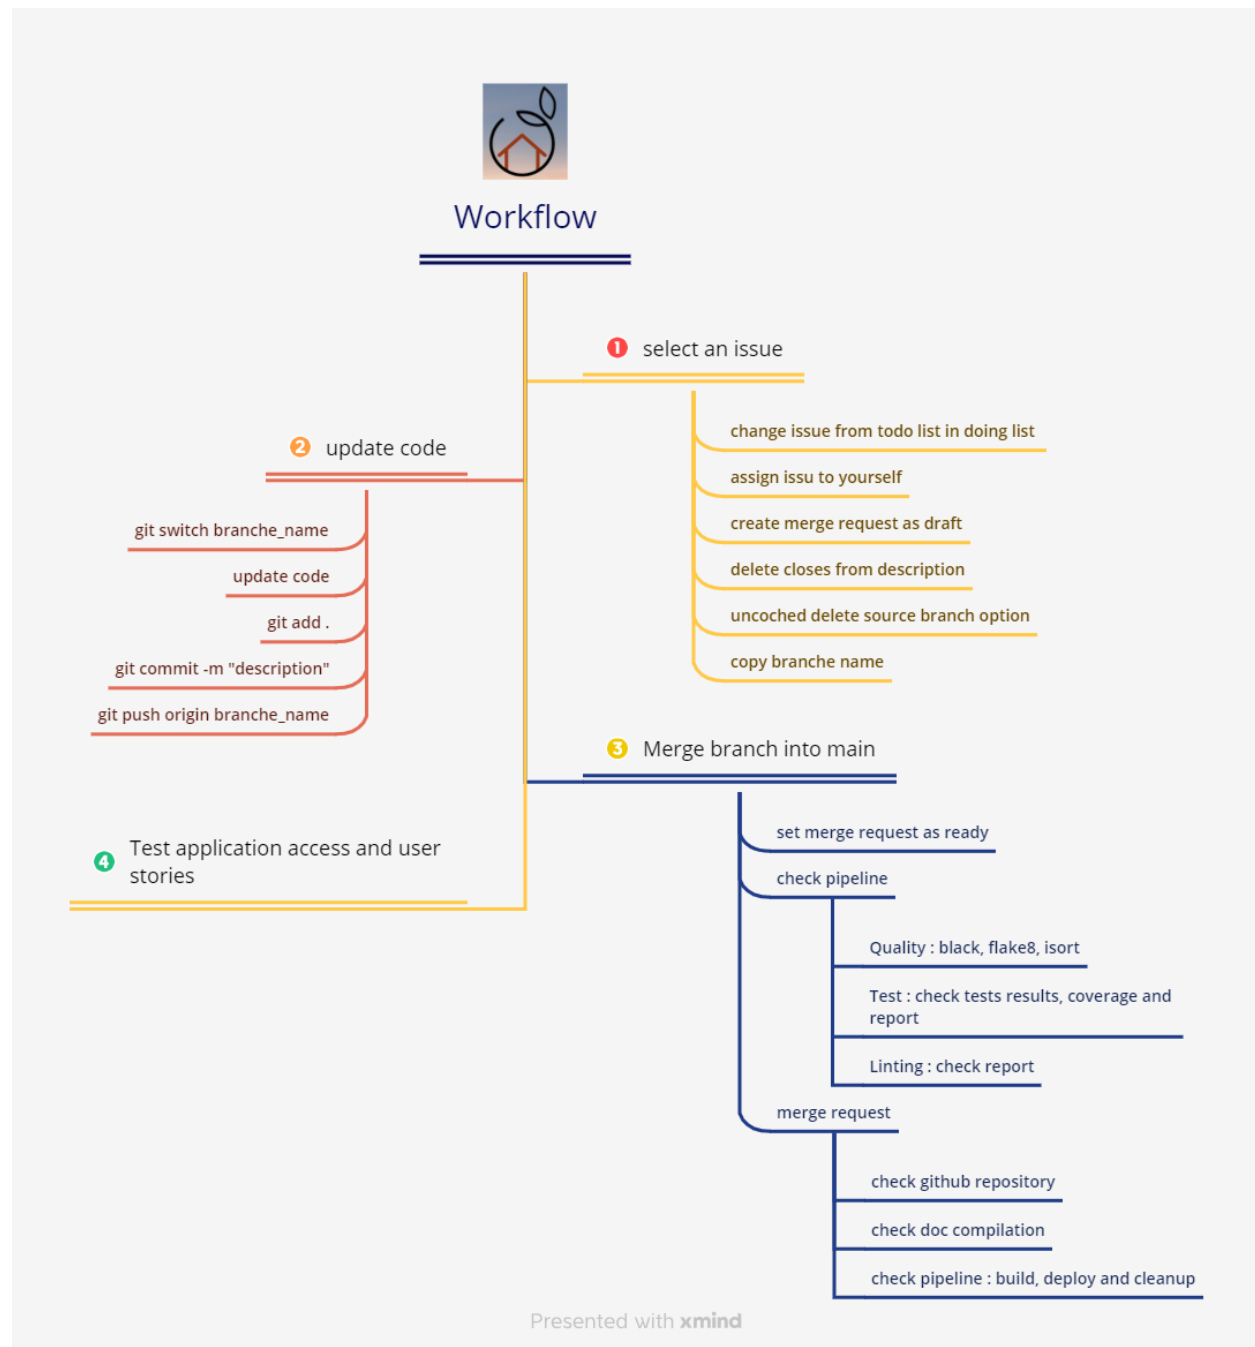 Workflow
1 select an issue
change issue from todo list in doing list
assign issu to yourself
create merge request as draft
delete closes from description
uncoched delete source branch option
copy branche name
2 update code
git switch branche_name
update code
git add .
git commit -m "description"
git push origin branche_name
3 Merge branch into main
set merge request as ready
check pipeline
Quality : black, flake8, isort
Test : check tests results, coverage and
report
Linting : check report
merge request
check github repository
check doc compilation
check pipeline : build, deploy and cleanup
4 Test application access and user
stories
Presented with xmind